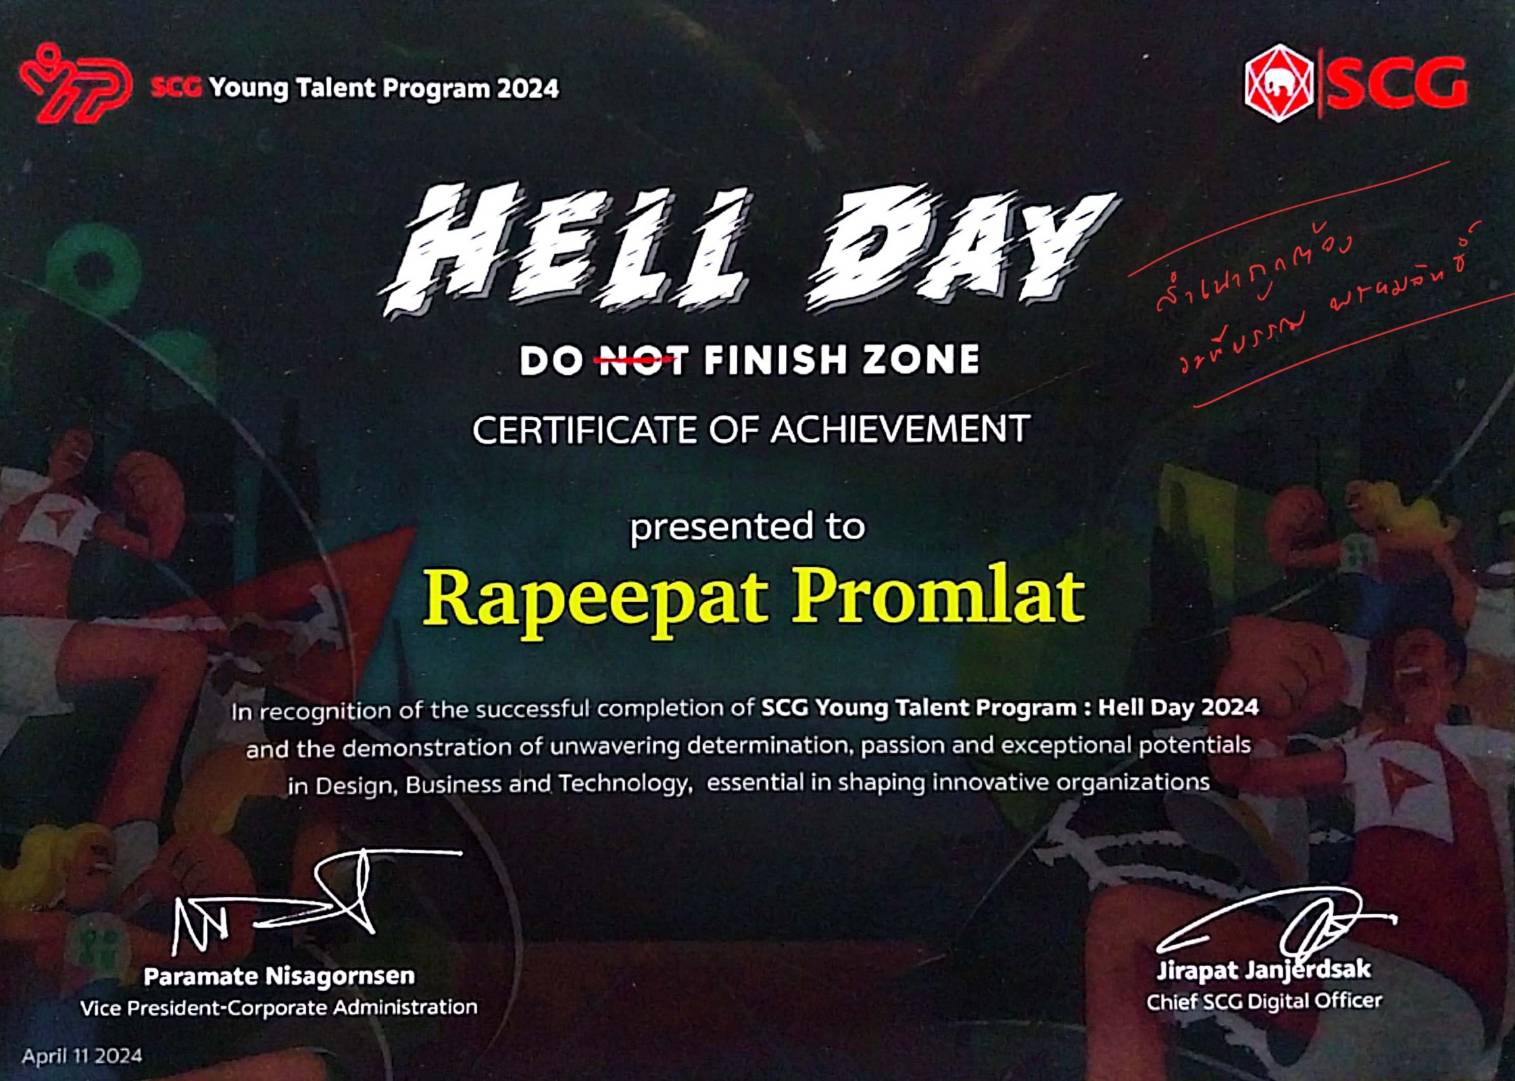 SCG Young Talent Program 2024
SCG
HELL DAY
สำเนาถูกต้อง
DO NOT FINISH ZONE
CERTIFICATE OF ACHIEVEMENT
presented to
Rapeepat Promlat
In recognition of the successful completion of SCG Young Talent Program : Hell Day 2024
and the demonstration of unwavering determination, passion and exceptional potentials
in Design, Business and Technology, essential in shaping innovative organizations
Paramate Nisagornsen
Vice President-Corporate Administration
Jirapat Janjerdsak
Chief SCG Digital Officer
April 11 2024